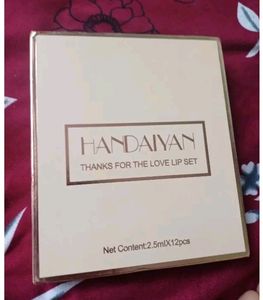 HANDAIYAN
THANKS FOR THE LOVE LIP SET
Net Content:2.5mlX12pcs